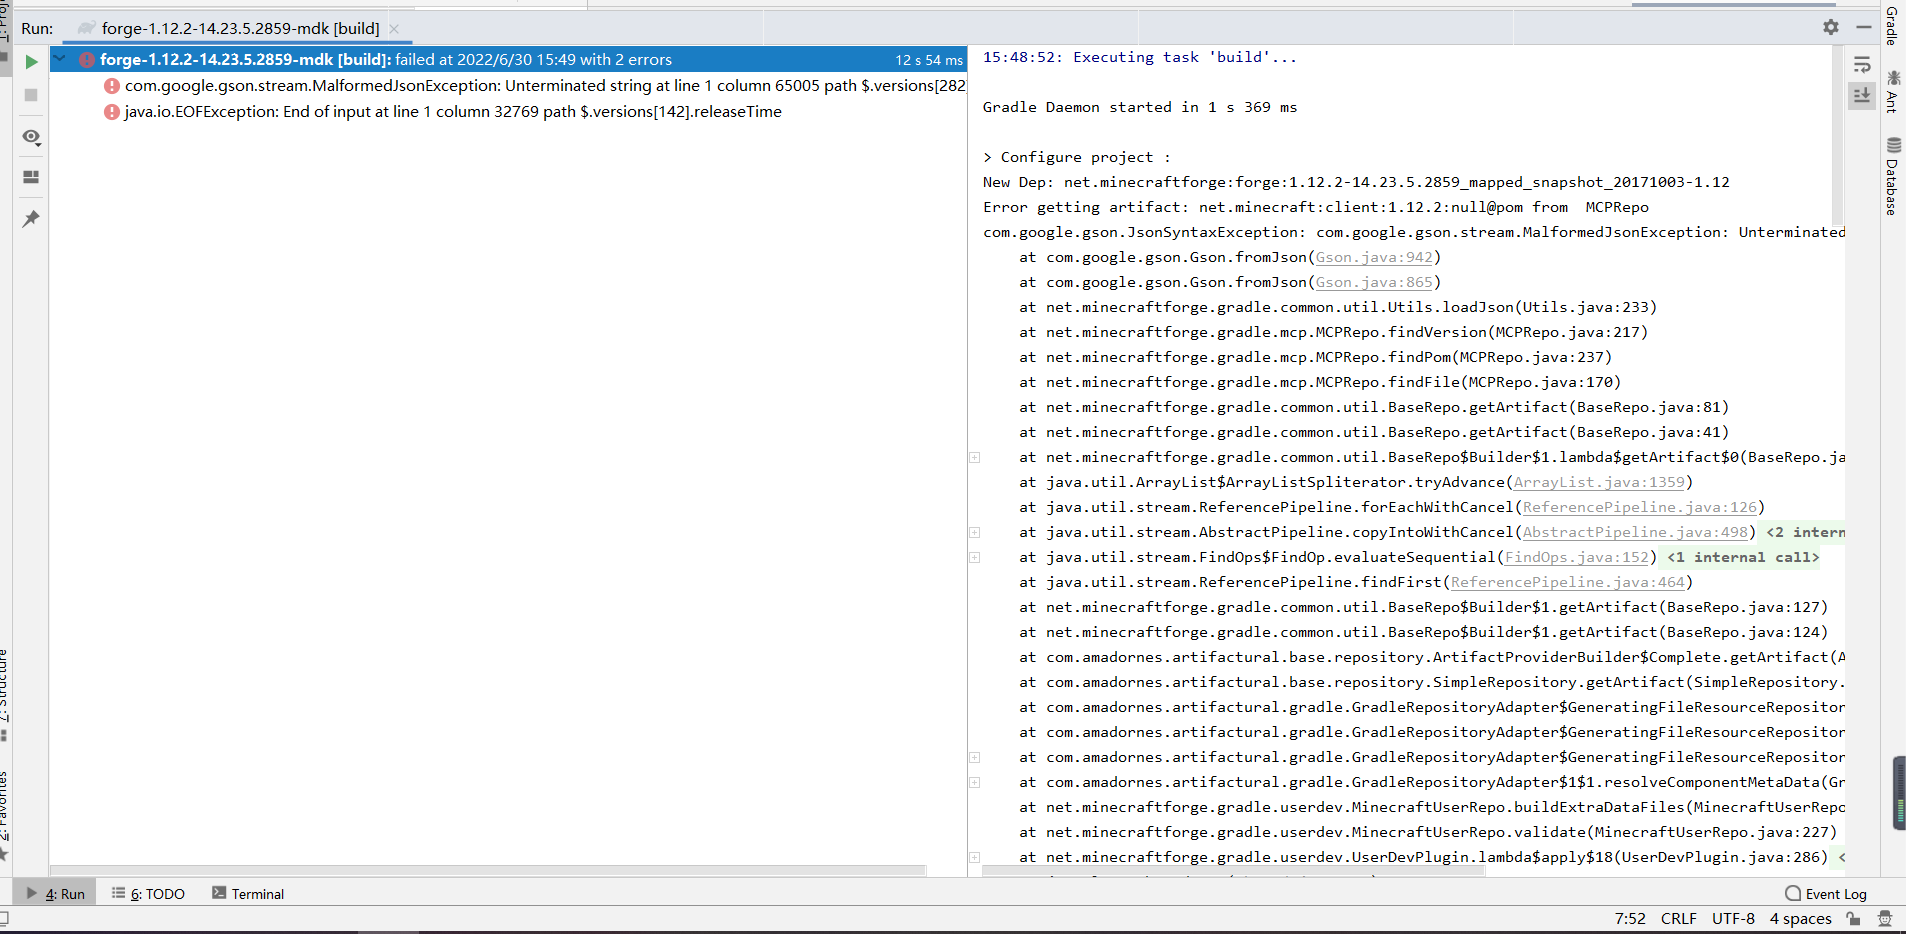 Run: forge-1.12.2-14.23.5.2859-mdk [build]
forge-1.12.2-14.23.5.2859-mdk [build]: failed at 2022/6/30 15:49 with 2 errors 12 s 54 ms
com.google.gson.stream.MalformedJsonException: Unterminated string at line 1 column 65005 path $.versions[282]
java.io.EOFException: End of input at line 1 column 32769 path $.versions[142].releaseTime
15:48:52: Executing task 'build'...
Gradle Daemon started in 1 s 369 ms
> Configure project :
New Dep: net.minecraftforge:forge:1.12.2-14.23.5.2859_mapped_snapshot_20171003-1.12
Error getting artifact: net.minecraft:client:1.12.2:null@pom from  MCPRepo
com.google.gson.JsonSyntaxException: com.google.gson.stream.MalformedJsonException: Unterminated
at com.google.gson.Gson.fromJson(Gson.java:942)
at com.google.gson.Gson.fromJson(Gson.java:865)
at net.minecraftforge.gradle.common.util.Utils.loadJson(Utils.java:233)
at net.minecraftforge.gradle.mcp.MCPRepo.findVersion(MCPRepo.java:217)
at net.minecraftforge.gradle.mcp.MCPRepo.findPom(MCPRepo.java:237)
at net.minecraftforge.gradle.mcp.MCPRepo.findFile(MCPRepo.java:170)
at net.minecraftforge.gradle.common.util.BaseRepo.getArtifact(BaseRepo.java:81)
at net.minecraftforge.gradle.common.util.BaseRepo.getArtifact(BaseRepo.java:41)
at net.minecraftforge.gradle.common.util.BaseRepo$Builder$1.lambda$getArtifact$0(BaseRepo.ja
at java.util.ArrayList$ArrayListSpliterator.tryAdvance(ArrayList.java:1359)
at java.util.stream.ReferencePipeline.forEachWithCancel(ReferencePipeline.java:126)
at java.util.stream.AbstractPipeline.copyIntoWithCancel(AbstractPipeline.java:498) <2 intern
at java.util.stream.FindOps$FindOp.evaluateSequential(FindOps.java:152) <1 internal call>
at java.util.stream.ReferencePipeline.findFirst(ReferencePipeline.java:464)
at net.minecraftforge.gradle.common.util.BaseRepo$Builder$1.getArtifact(BaseRepo.java:127)
at net.minecraftforge.gradle.common.util.BaseRepo$Builder$1.getArtifact(BaseRepo.java:124)
at com.amadornes.artifactural.base.repository.ArtifactProviderBuilder$Complete.getArtifact(A
at com.amadornes.artifactural.base.repository.SimpleRepository.getArtifact(SimpleRepository.
at com.amadornes.artifactural.gradle.GradleRepositoryAdapter$GeneratingFileResourceRepositor
at com.amadornes.artifactural.gradle.GradleRepositoryAdapter$GeneratingFileResourceRepositor
at com.amadornes.artifactural.gradle.GradleRepositoryAdapter$GeneratingFileResourceRepositor
at com.amadornes.artifactural.gradle.GradleRepositoryAdapter$1$1.resolveComponentMetaData(Gr
at net.minecraftforge.gradle.userdev.MinecraftUserRepo.buildExtraDataFiles(MinecraftUserRepo
at net.minecraftforge.gradle.userdev.MinecraftUserRepo.validate(MinecraftUserRepo.java:227)
at net.minecraftforge.gradle.userdev.UserDevPlugin.lambda$apply$18(UserDevPlugin.java:286) <
Gradle
Ant
Database
7: Structure
2: Favorites
4: Run 6: TODO Terminal Event Log
7:52 CRLF UTF-8 4 spaces